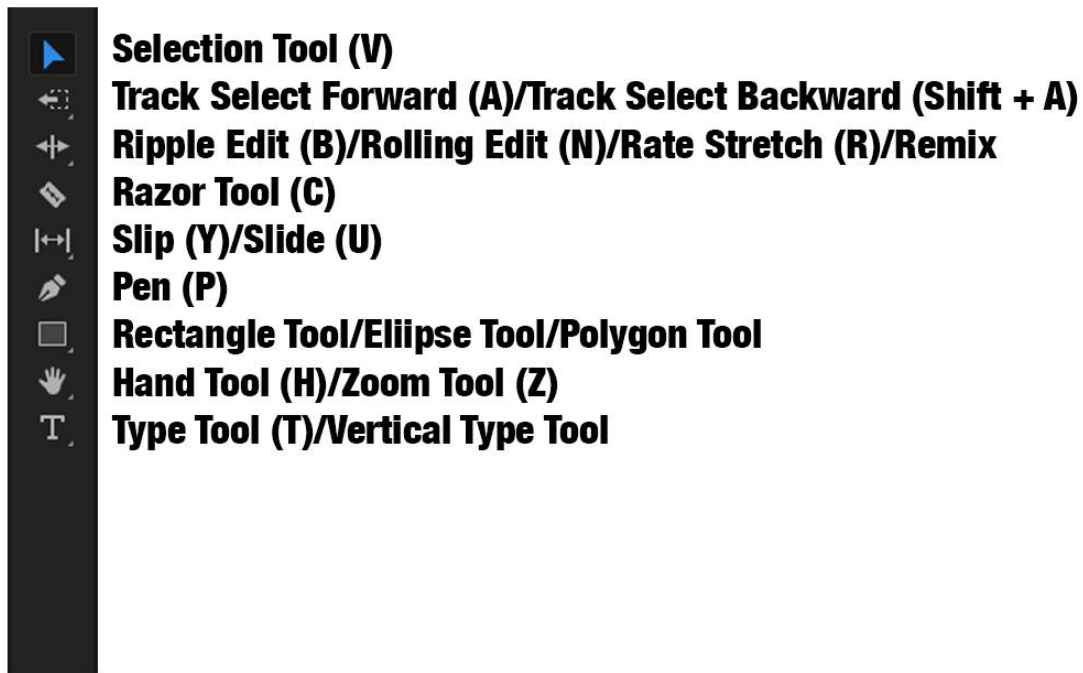 Selection Tool (V)
Track Select Forward (A)/Track Select Backward (Shift + A)
Ripple Edit (B)/Rolling Edit (N)/Rate Stretch (R)/Remix
Razor Tool (C)
Slip (Y)/Slide (U)
Pen (P)
Rectangle Tool/Eliipse Tool/Polygon Tool
Hand Tool (H)/Zoom Tool (Z)
Type Tool (T)/Vertical Type Tool